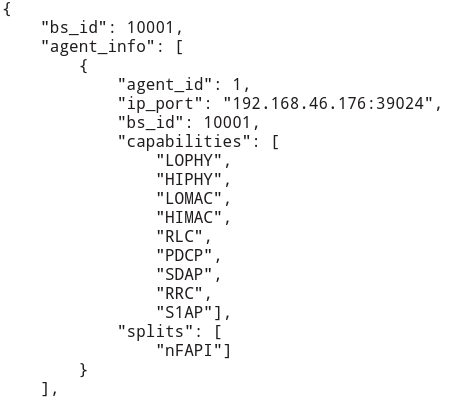 {
    "bs_id": 10001,
    "agent_info": [
        {
            "agent_id": 1,
            "ip_port": "192.168.46.176:39024",
            "bs_id": 10001,
            "capabilities": [
                "LOPHY",
                "HIPHY",
                "LOMAC",
                "HIMAC",
                "RLC",
                "PDCP",
                "SDAP",
                "RRC",
                "S1AP"],
            "splits": [
                "nFAPI"]
        }
    ],